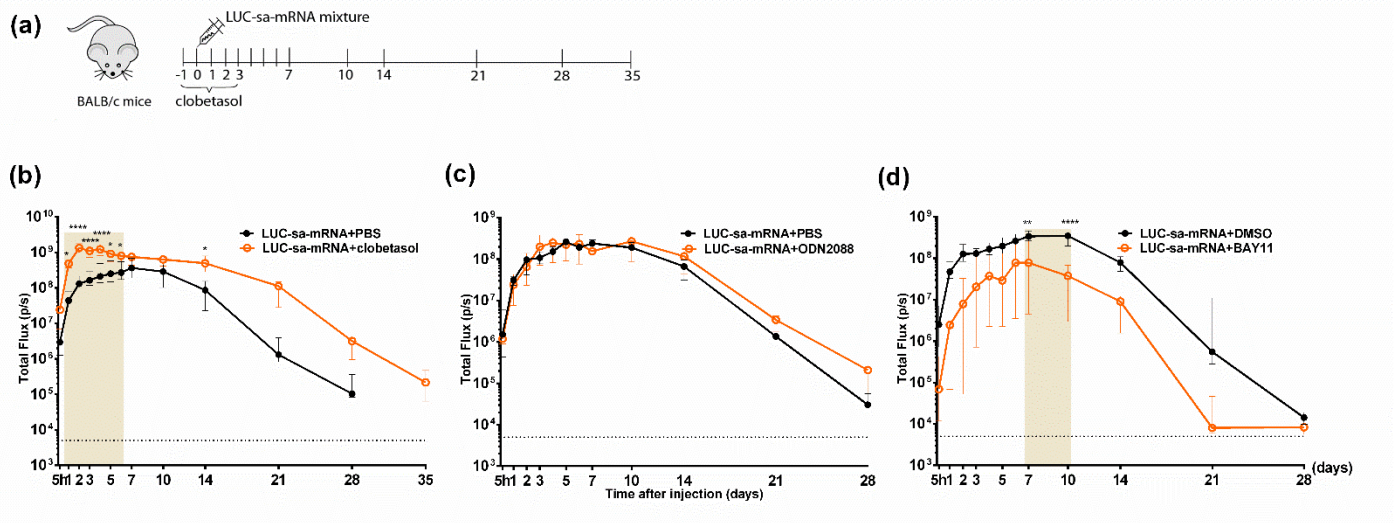 (a)
LUC-sa-mRNA mixture
-1 0 1 2 3 7 10 14 21 28 35
BALB/c mice
clobetasol
(b)
LUC-sa-mRNA+PBS
LUC-sa-mRNA+clobetasol
Total Flux (p/s)
10^10
10^9
10^8
10^7
10^6
10^5
10^4
10^3
* **** **** **** * * *
5h 1 2 3 5 7 10 14 21 28 35
(c)
LUC-sa-mRNA+PBS
LUC-sa-mRNA+ODN2088
Total Flux (p/s)
10^9
10^8
10^7
10^6
10^5
10^4
10^3
5h 1 2 3 5 7 10 14 21 28
Time after injection (days)
(d)
LUC-sa-mRNA+DMSO
LUC-sa-mRNA+BAY11
Total Flux (p/s)
10^9
10^8
10^7
10^6
10^5
10^4
10^3
** ****
5h 1 2 3 5 7 10 14 21 28 (days)